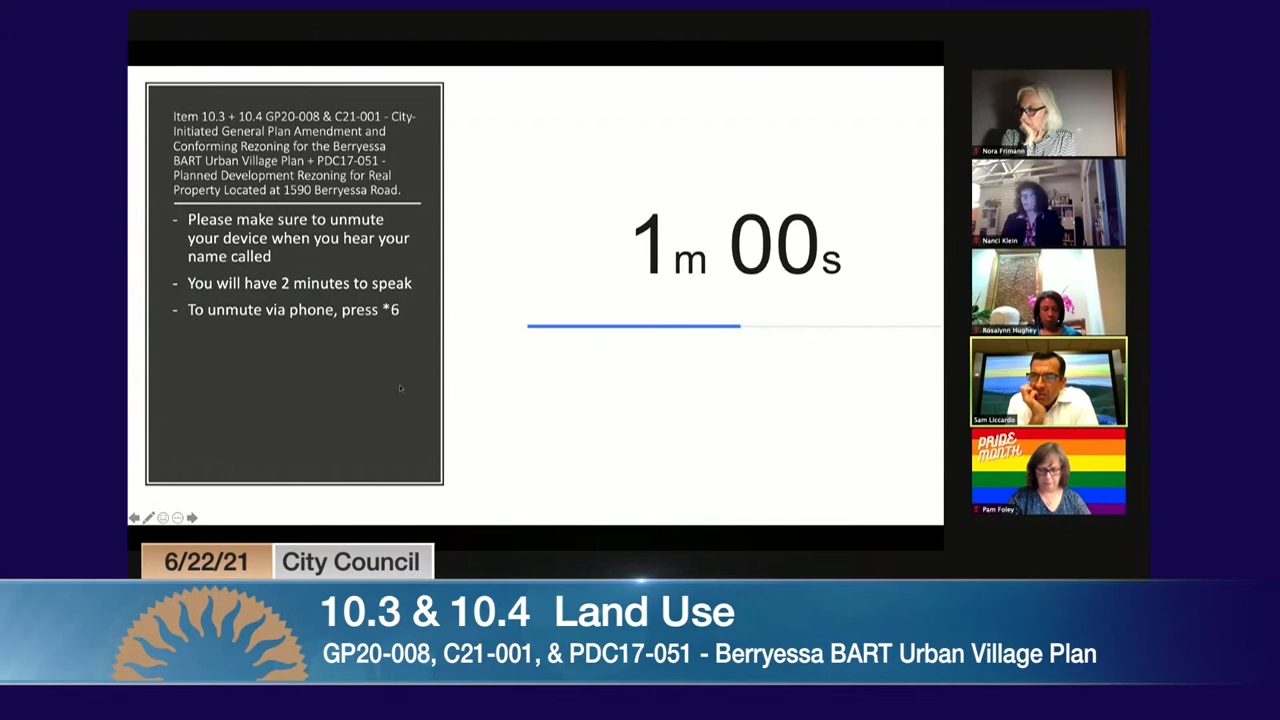 Item 10.3 + 10.4 GP20-008 & C21-001 - City-
Initiated General Plan Amendment and
Conforming Rezoning for the Berryessa
BART Urban Village Plan + PDC17-051 -
Planned Development Rezoning for Real
Property Located at 1590 Berryessa Road.
- Please make sure to unmute
your device when you hear your
name called
- You will have 2 minutes to speak
- To unmute via phone, press *6
1m 00s
Nora Frimann
Nanci Klein
Rosalynn Hughey
Sam Liccardo
PRIDE
MONTH
Pam Foley
6/22/21 City Council
10.3 & 10.4 Land Use
GP20-008, C21-001, & PDC17-051 - Berryessa BART Urban Village Plan